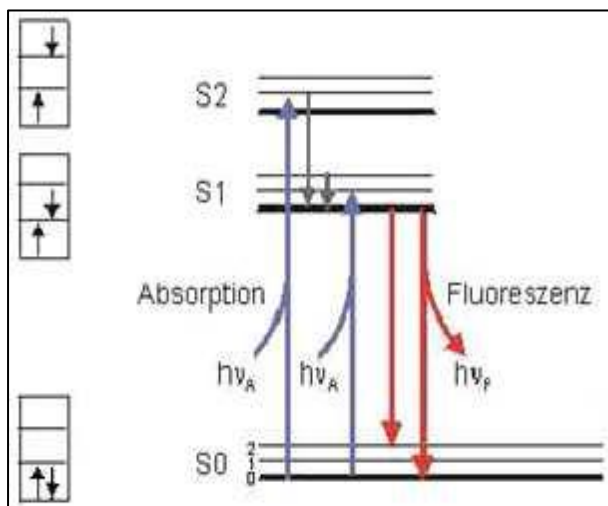 S2
S1
Absorption
Fluoreszenz
hνA
hνA
hνF
S0
2
1
0